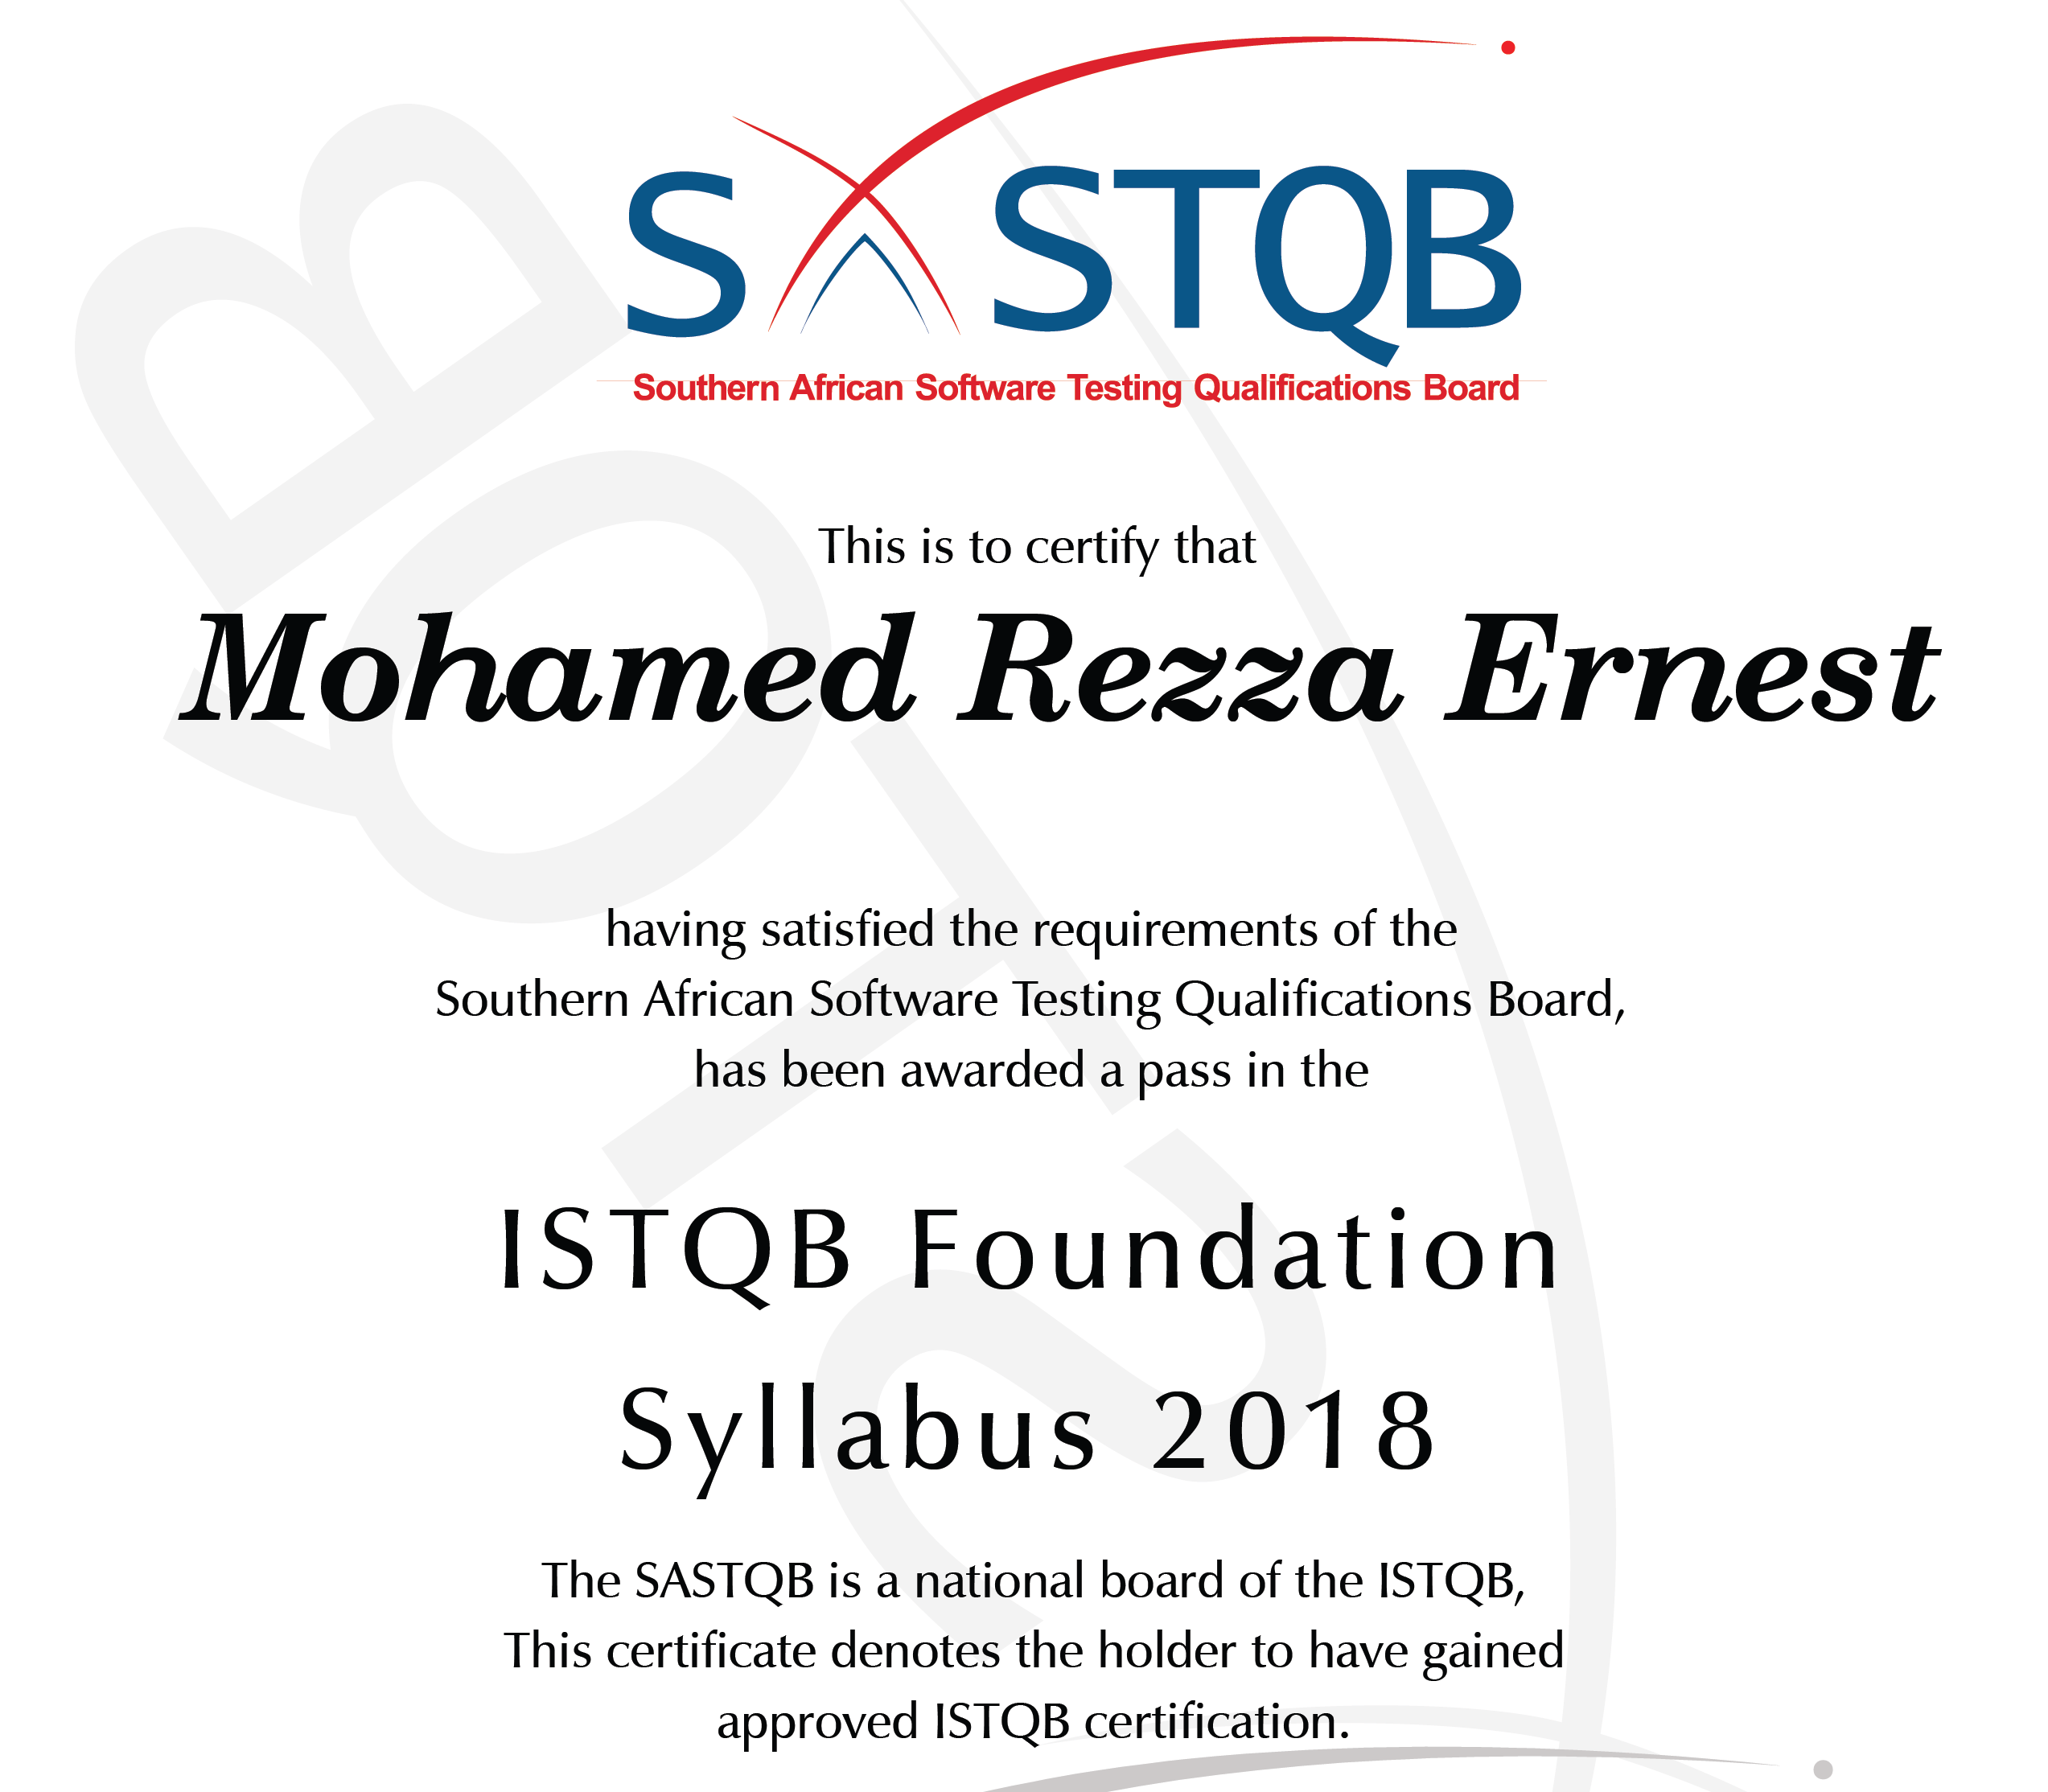 SASTQB
Southern African Software Testing Qualifications Board
This is to certify that
Mohamed Rezza Ernest
having satisfied the requirements of the
Southern African Software Testing Qualifications Board,
has been awarded a pass in the
ISTQB Foundation
Syllabus 2018
The SASTQB is a national board of the ISTQB,
This certificate denotes the holder to have gained
approved ISTQB certification.